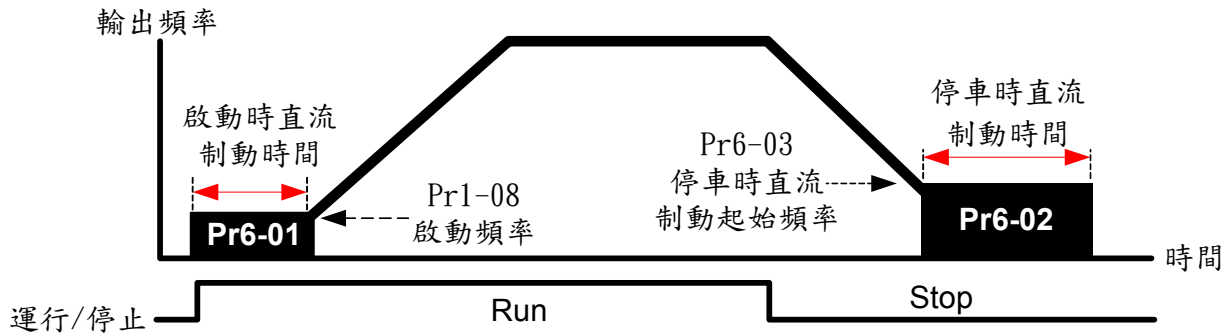 輸出頻率
啟動時直流
制動時間
Pr6-01
Pr1-08
啟動頻率
Pr6-03
停車時直流
制動起始頻率
停車時直流
制動時間
Pr6-02
時間
運行/停止
Run
Stop